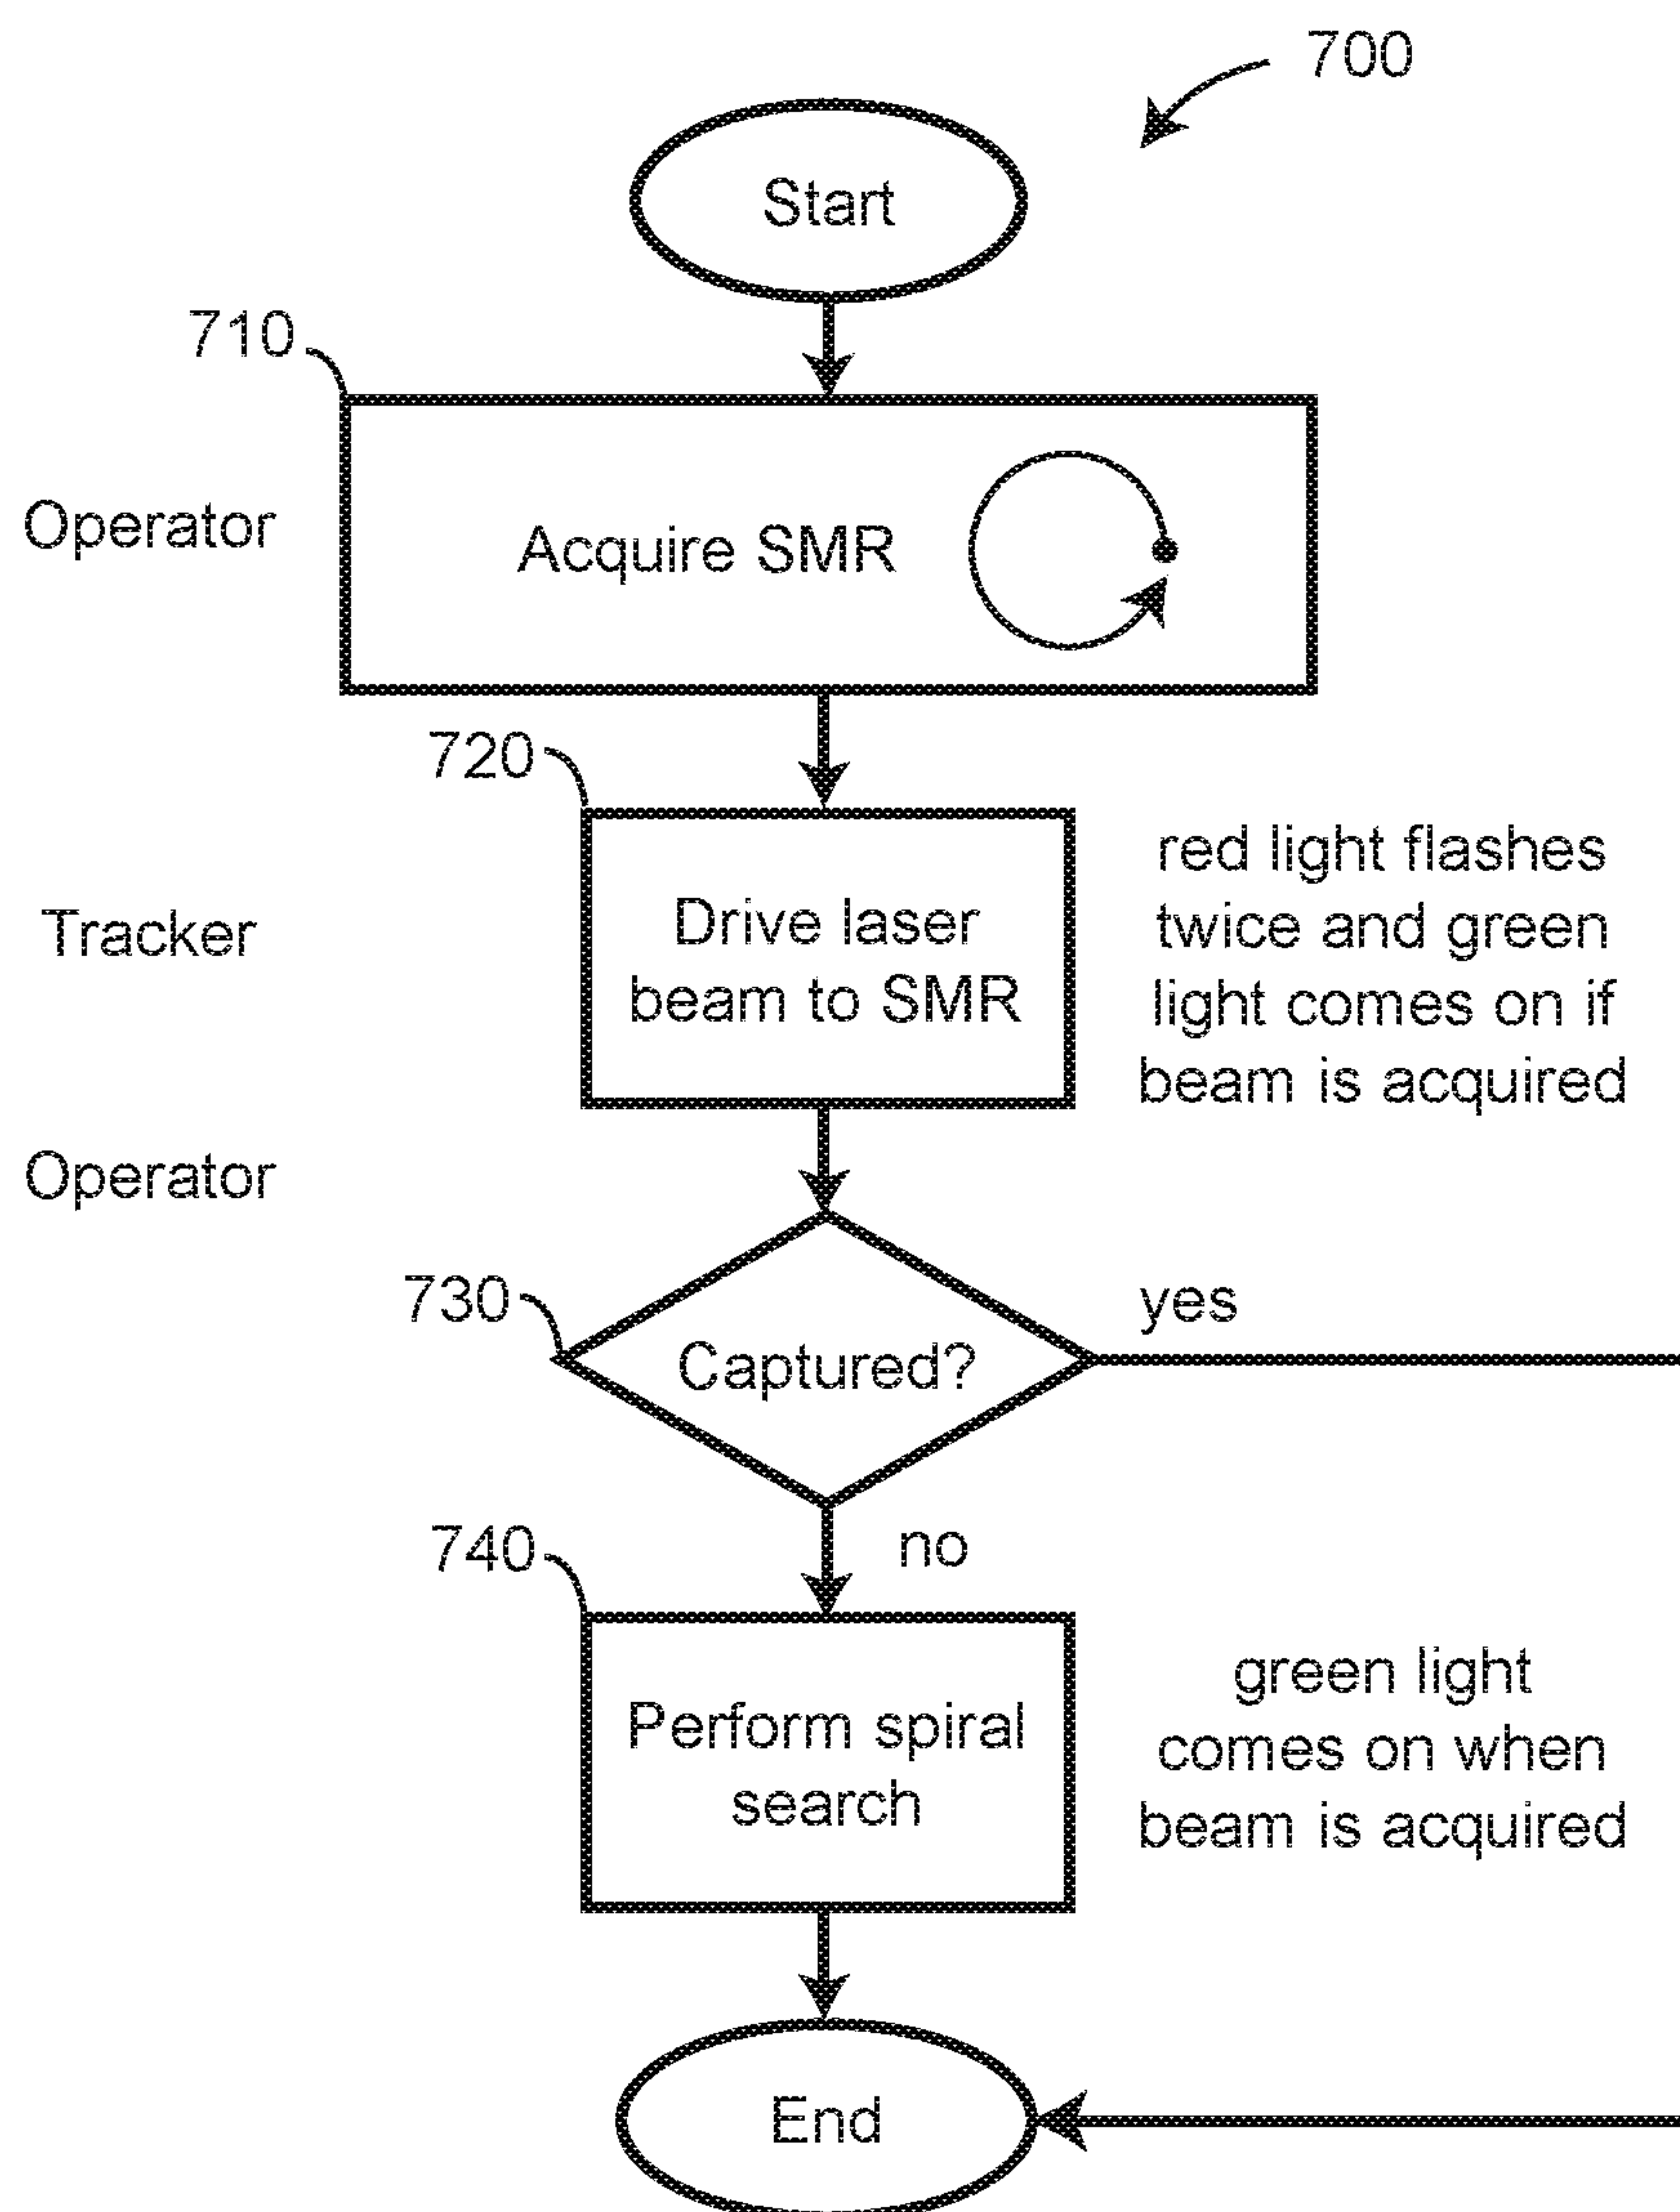 700
Start
710
Operator
Acquire SMR
720
Tracker
Drive laser
beam to SMR
red light flashes
twice and green
light comes on if
beam is acquired
Operator
730
Captured?
yes
no
740
Perform spiral
search
green light
comes on when
beam is acquired
End